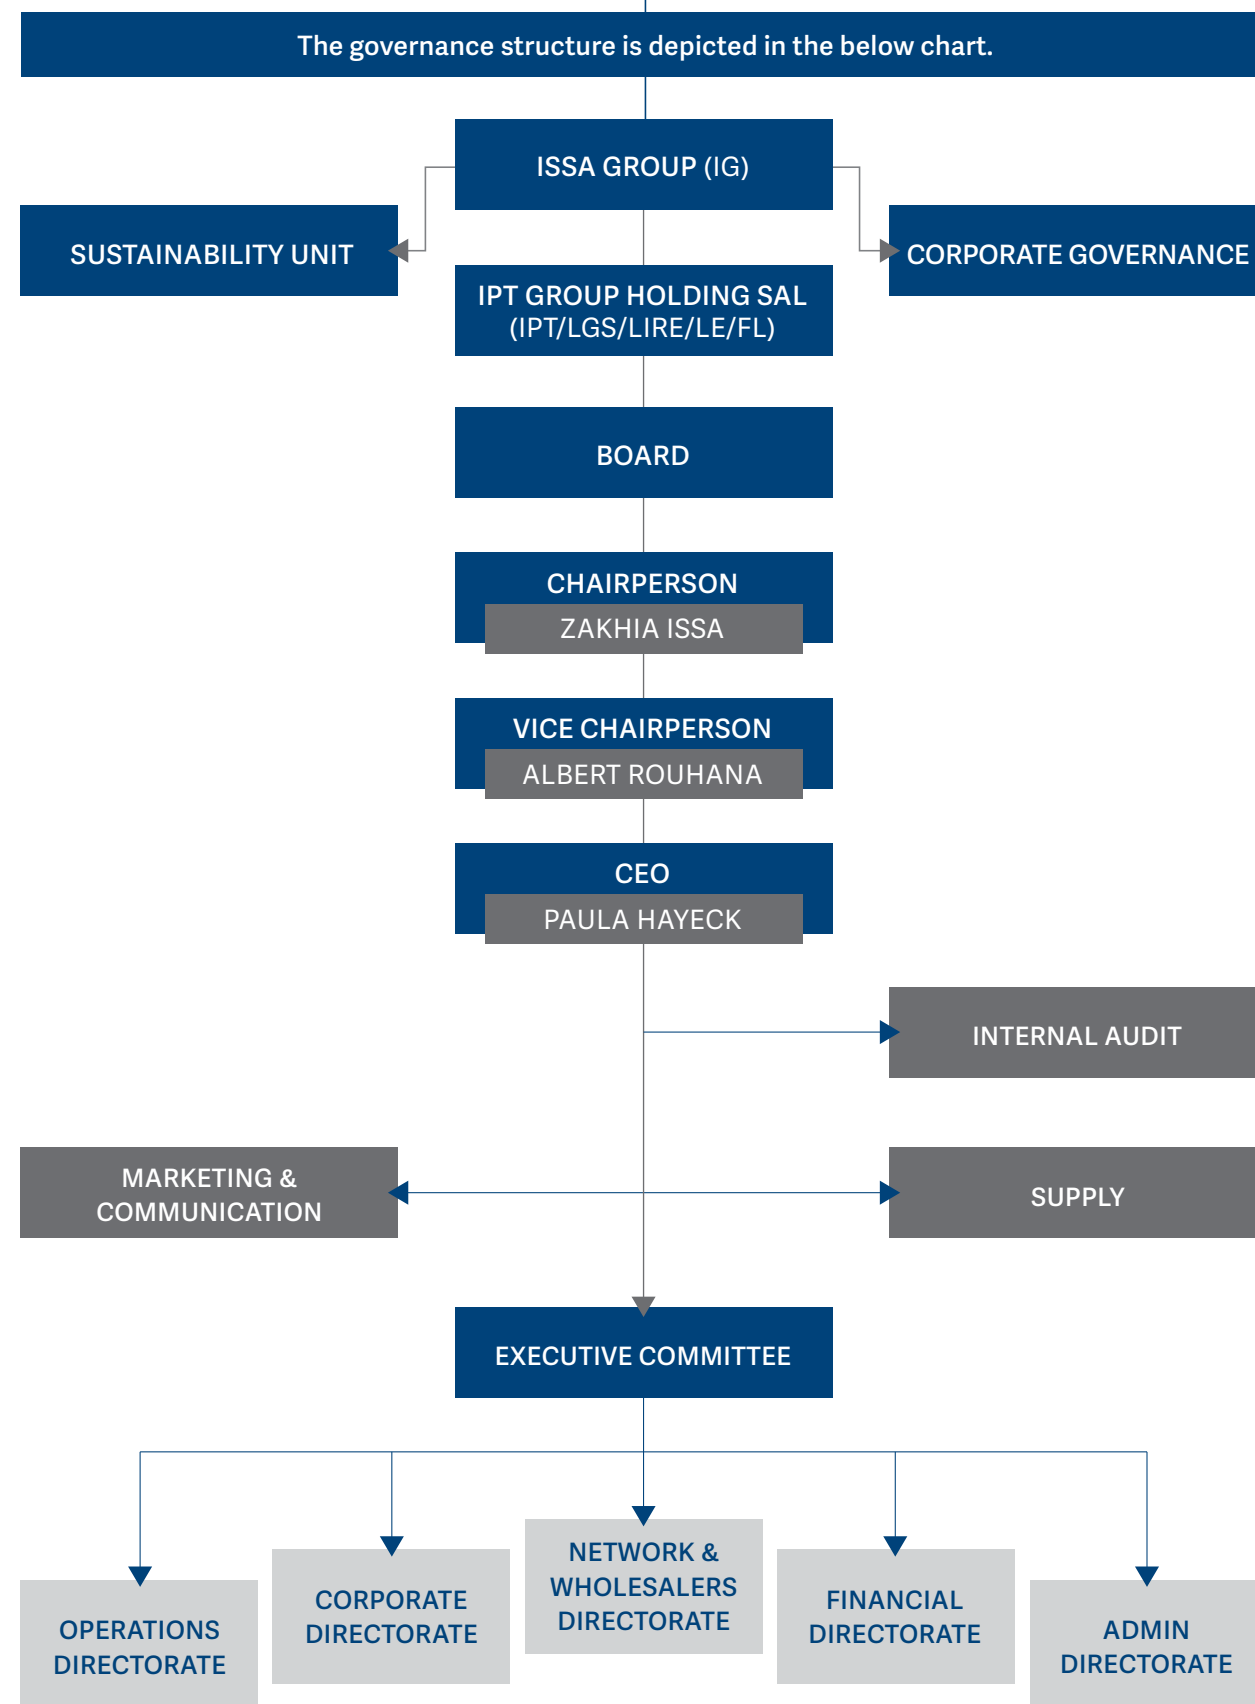 The governance structure is depicted in the below chart.
ISSA GROUP (IG)
SUSTAINABILITY UNIT
CORPORATE GOVERNANCE
IPT GROUP HOLDING SAL
(IPT/LGS/LIRE/LE/FL)
BOARD
CHAIRPERSON
ZAKHIA ISSA
VICE CHAIRPERSON
ALBERT ROUHANA
CEO
PAULA HAYECK
INTERNAL AUDIT
MARKETING &
COMMUNICATION
SUPPLY
EXECUTIVE COMMITTEE
OPERATIONS
DIRECTORATE
CORPORATE
DIRECTORATE
NETWORK &
WHOLESALERS
DIRECTORATE
FINANCIAL
DIRECTORATE
ADMIN
DIRECTORATE